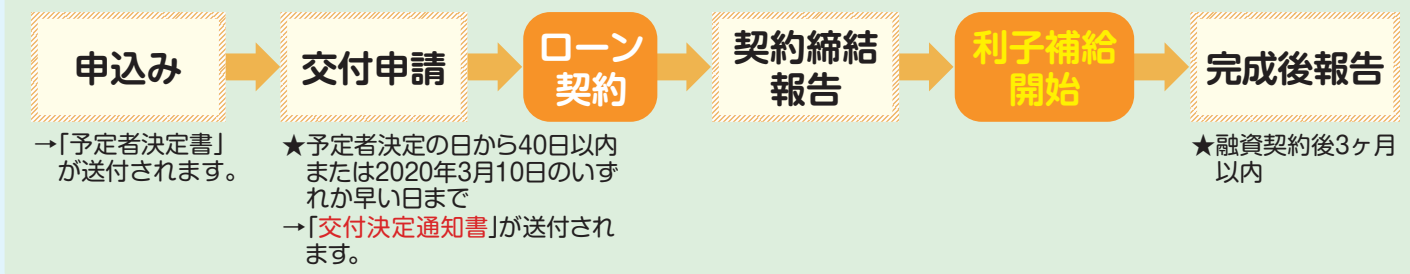 申込み
→「予定者決定書」
が送付されます。
交付申請
★予定者決定の日から40日以内
または2020年3月10日のいず
れか早い日まで
→「交付決定通知書」が送付され
ます。
ローン
契約
契約締結
報告
利子補給
開始
完成後報告
★融資契約後3ヶ月
以内